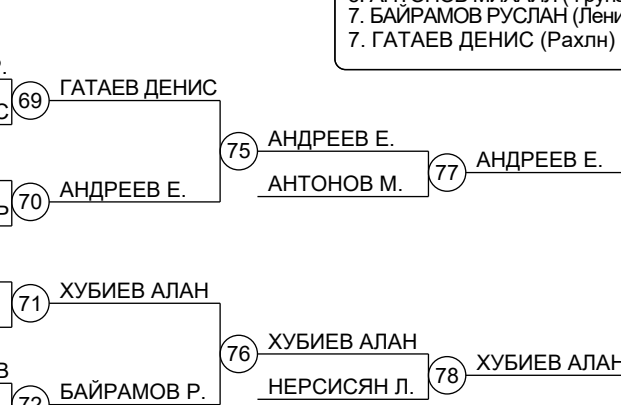 7. БАЙРАМОВ РУСЛАН
7. ГАТАЕВ ДЕНИС (Рахлн)
69 ГАТАЕВ ДЕНИС
75 АНДРЕЕВ Е.
АНТОНОВ М.
77 АНДРЕЕВ Е.
70 АНДРЕЕВ Е.
71 ХУБИЕВ АЛАН
76 ХУБИЕВ АЛАН
НЕРСИСЯН Л.
78 ХУБИЕВ АЛАН
72 БАЙРАМОВ Р.